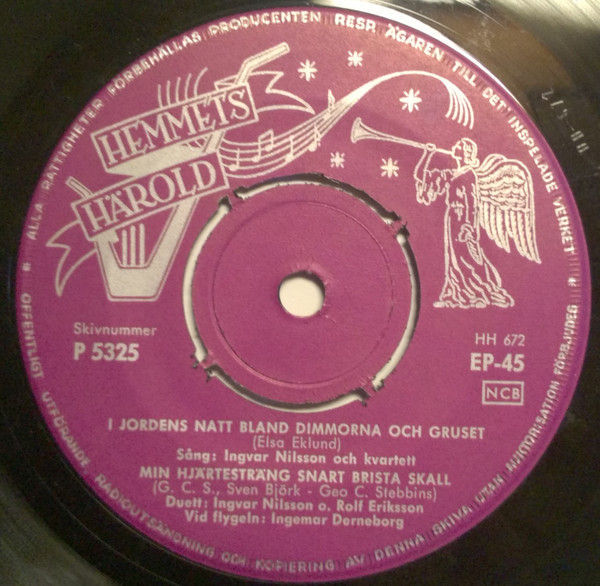 ALLA RÄTTIGHETER FÖRBEHÅLLAS PRODUCENTEN RESP. ÄGAREN TILL DET INSPELADE VERKET
OFFENTLIGT UTFÖRANDE, RADIOUTSÄNDNING OCH KOPIERING AV DENNA SKIVA UTAN AUKTORISATION FÖRBJUDES
HEMMETS
HÄROLD
Skivnummer
P 5325
HH 672
EP-45
NCB
I JORDENS NATT BLAND DIMMORNA OCH GRUSET
(Elsa Eklund)
Sång: Ingvar Nilsson och kvartett
MIN HJÄRTESTRÄNG SNART BRISTA SKALL
(G. C. S., Sven Björk - Geo C. Stebbins)
Duett: Ingvar Nilsson o. Rolf Eriksson
Vid flygeln: Ingemar Derneborg